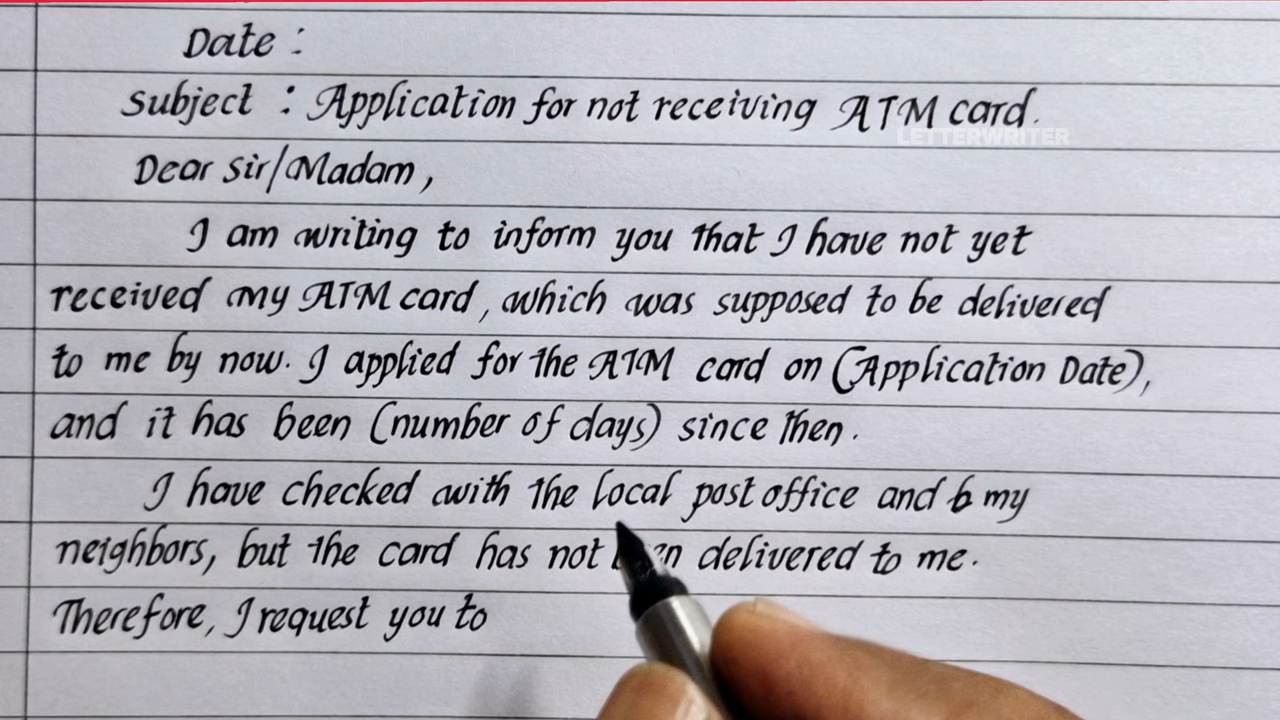 Date :
Subject : Application for not receiving ATM card.
LETTERWRITER
Dear Sir/Madam,
I am writing to inform you that I have not yet
received my ATM card, which was supposed to be delivered
to me by now. I applied for the ATM card on (Application Date),
and it has been (number of days) since then.
I have checked with the local post office and b my
neighbors, but the card has not been delivered to me.
Therefore, I request you to